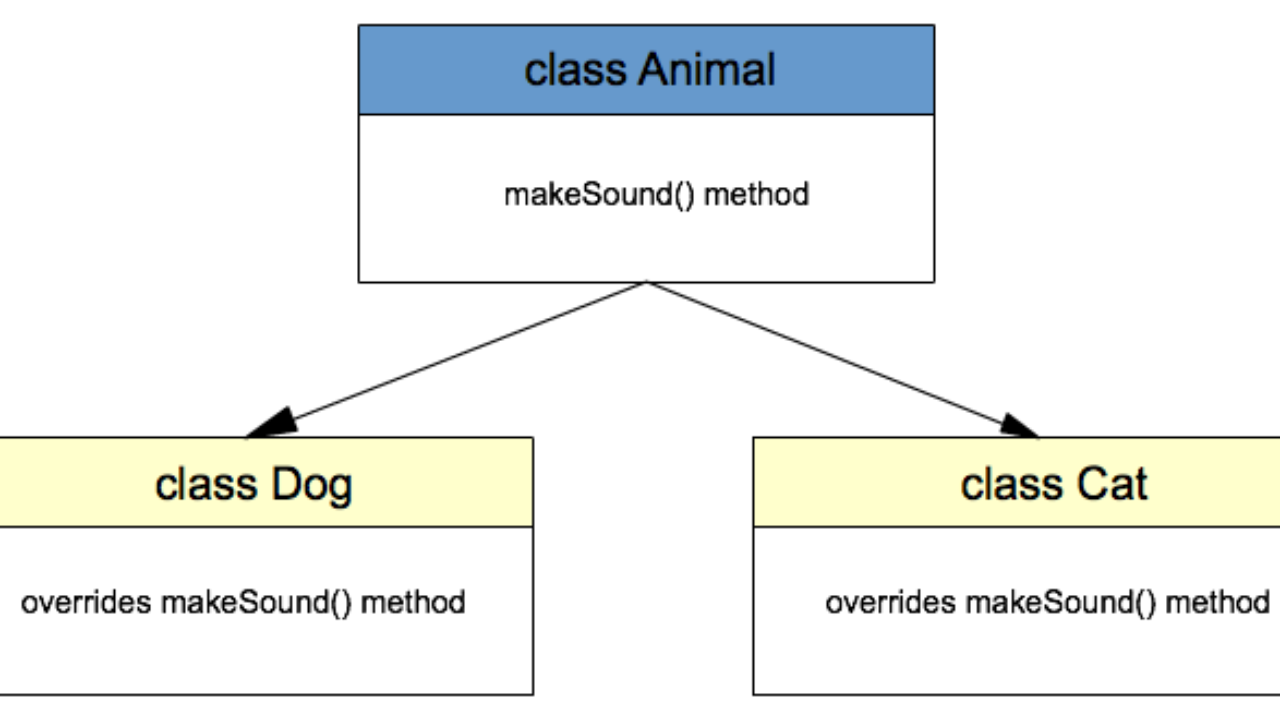 class Animal
makeSound() method
class Dog
class Cat
overrides makeSound() method
overrides makeSound() method